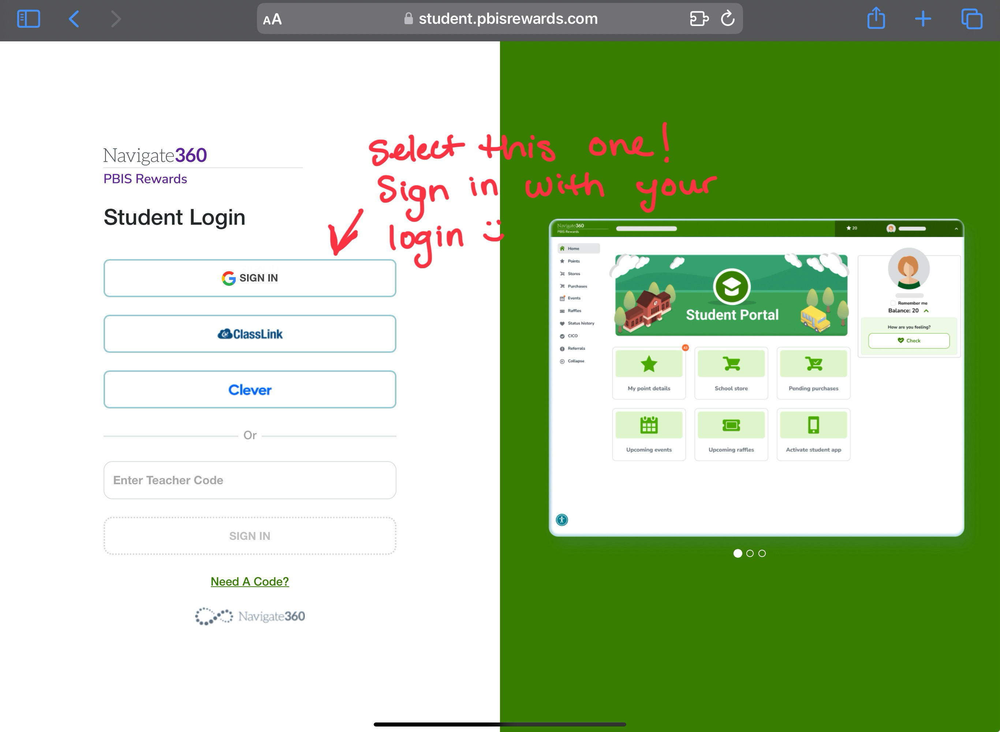 AA student.pbisrewards.com
Navigate360
PBIS Rewards
Student Login
Select this one!
Sign in with your
login :)
SIGN IN
ClassLink
Clever
Or
Enter Teacher Code
SIGN IN
Need A Code?
Navigate360
Navigate360
PBIS Rewards
20
Home
Points
Stores
Purchases
Events
Raffles
Status history
CICO
Referrals
Collapse
Student Portal
Remember me
Balance: 20
How are you feeling?
Check
43
My point details
School store
Pending purchases
Upcoming events
Upcoming raffles
Activate student app